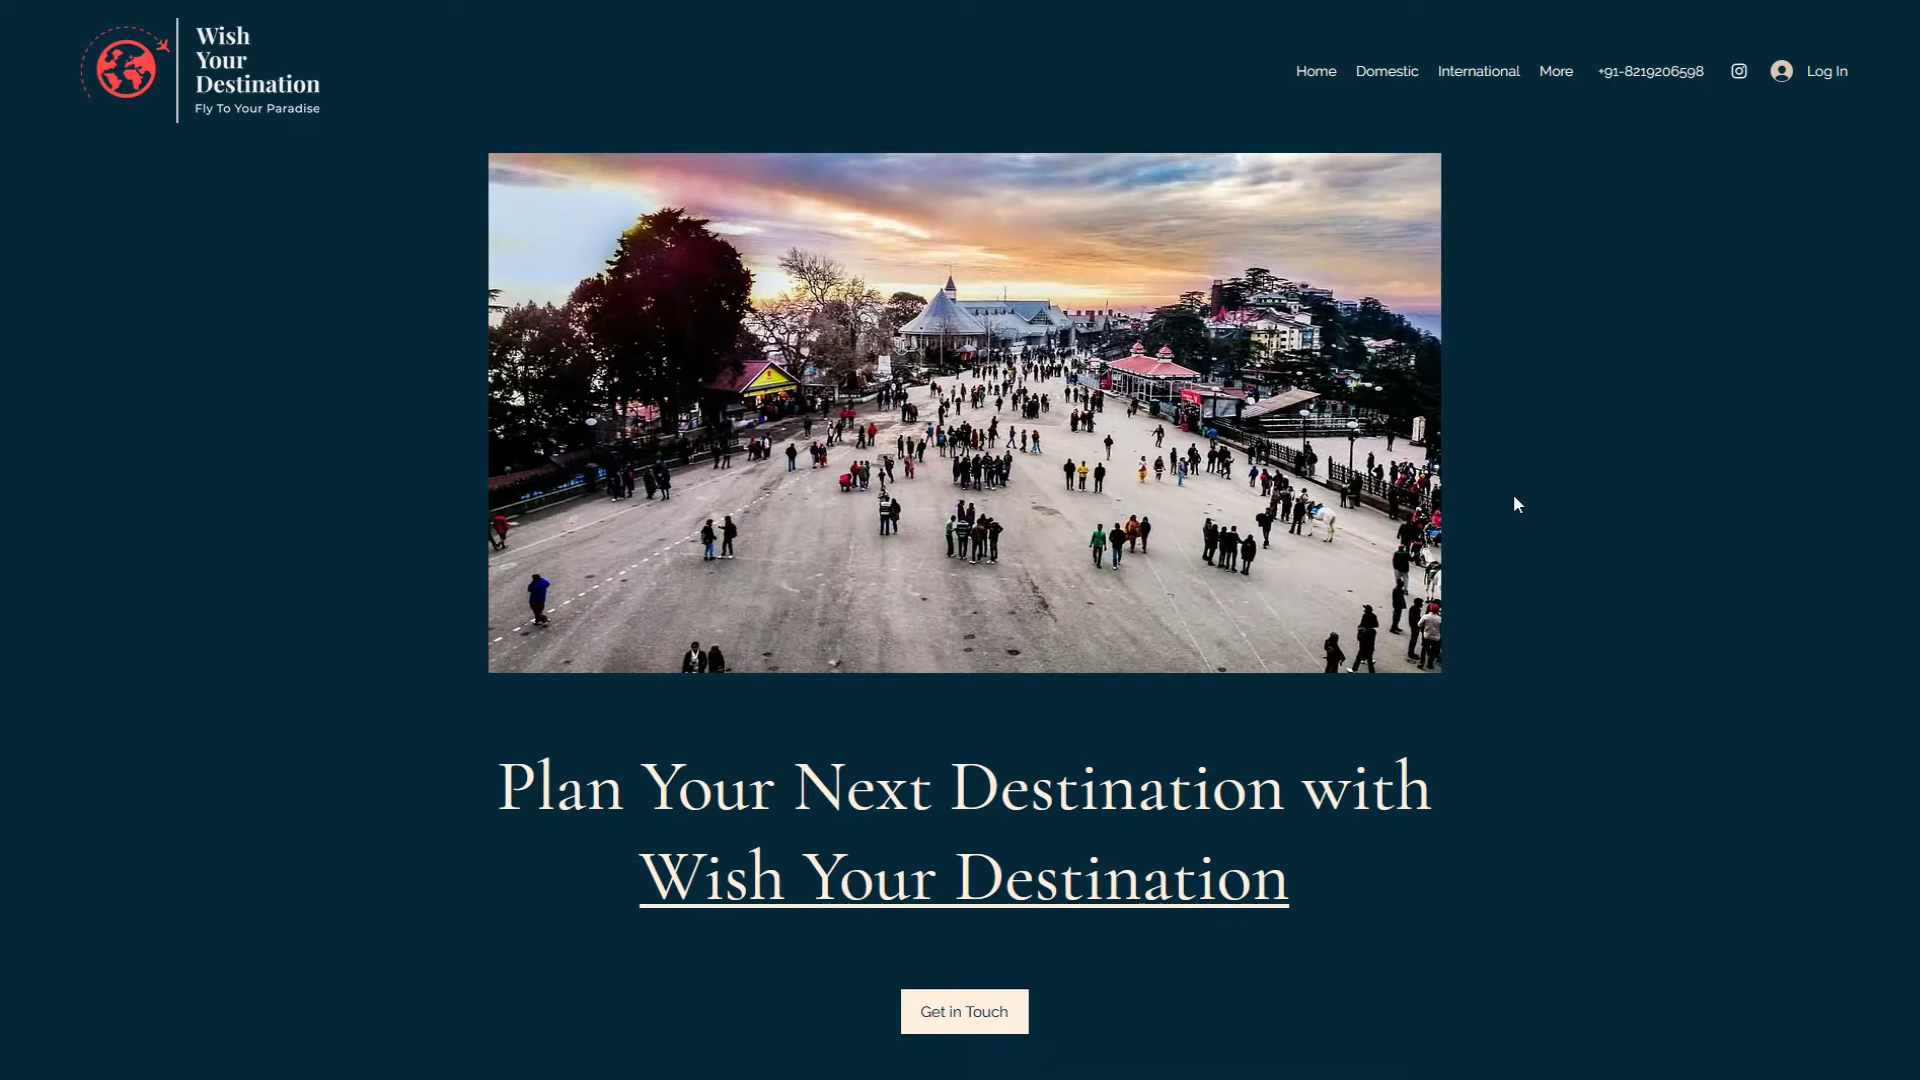 Wish
Your
Destination
Fly To Your Paradise
Home Domestic International More +91-8219206598 Log In
Plan Your Next Destination with
Wish Your Destination
Get in Touch